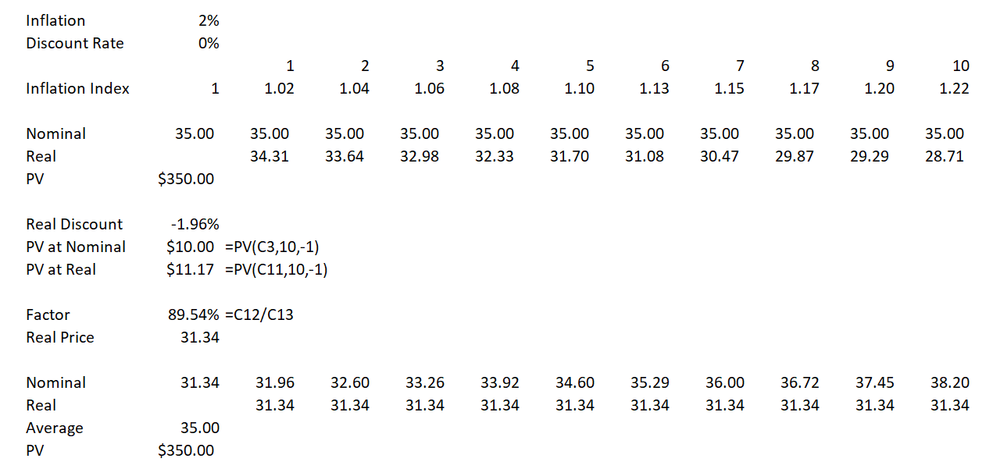 Inflation 2%
Discount Rate 0%
1 2 3 4 5 6 7 8 9 10
Inflation Index 1 1.02 1.04 1.06 1.08 1.10 1.13 1.15 1.17 1.20 1.22
Nominal 35.00 35.00 35.00 35.00 35.00 35.00 35.00 35.00 35.00 35.00 35.00
Real 34.31 33.64 32.98 32.33 31.70 31.08 30.47 29.87 29.29 28.71
PV $350.00
Real Discount -1.96%
PV at Nominal $10.00 =PV(C3,10,-1)
PV at Real $11.17 =PV(C11,10,-1)
Factor 89.54% =C12/C13
Real Price 31.34
Nominal 31.34 31.96 32.60 33.26 33.92 34.60 35.29 36.00 36.72 37.45 38.20
Real 31.34 31.34 31.34 31.34 31.34 31.34 31.34 31.34 31.34 31.34
Average 35.00
PV $350.00